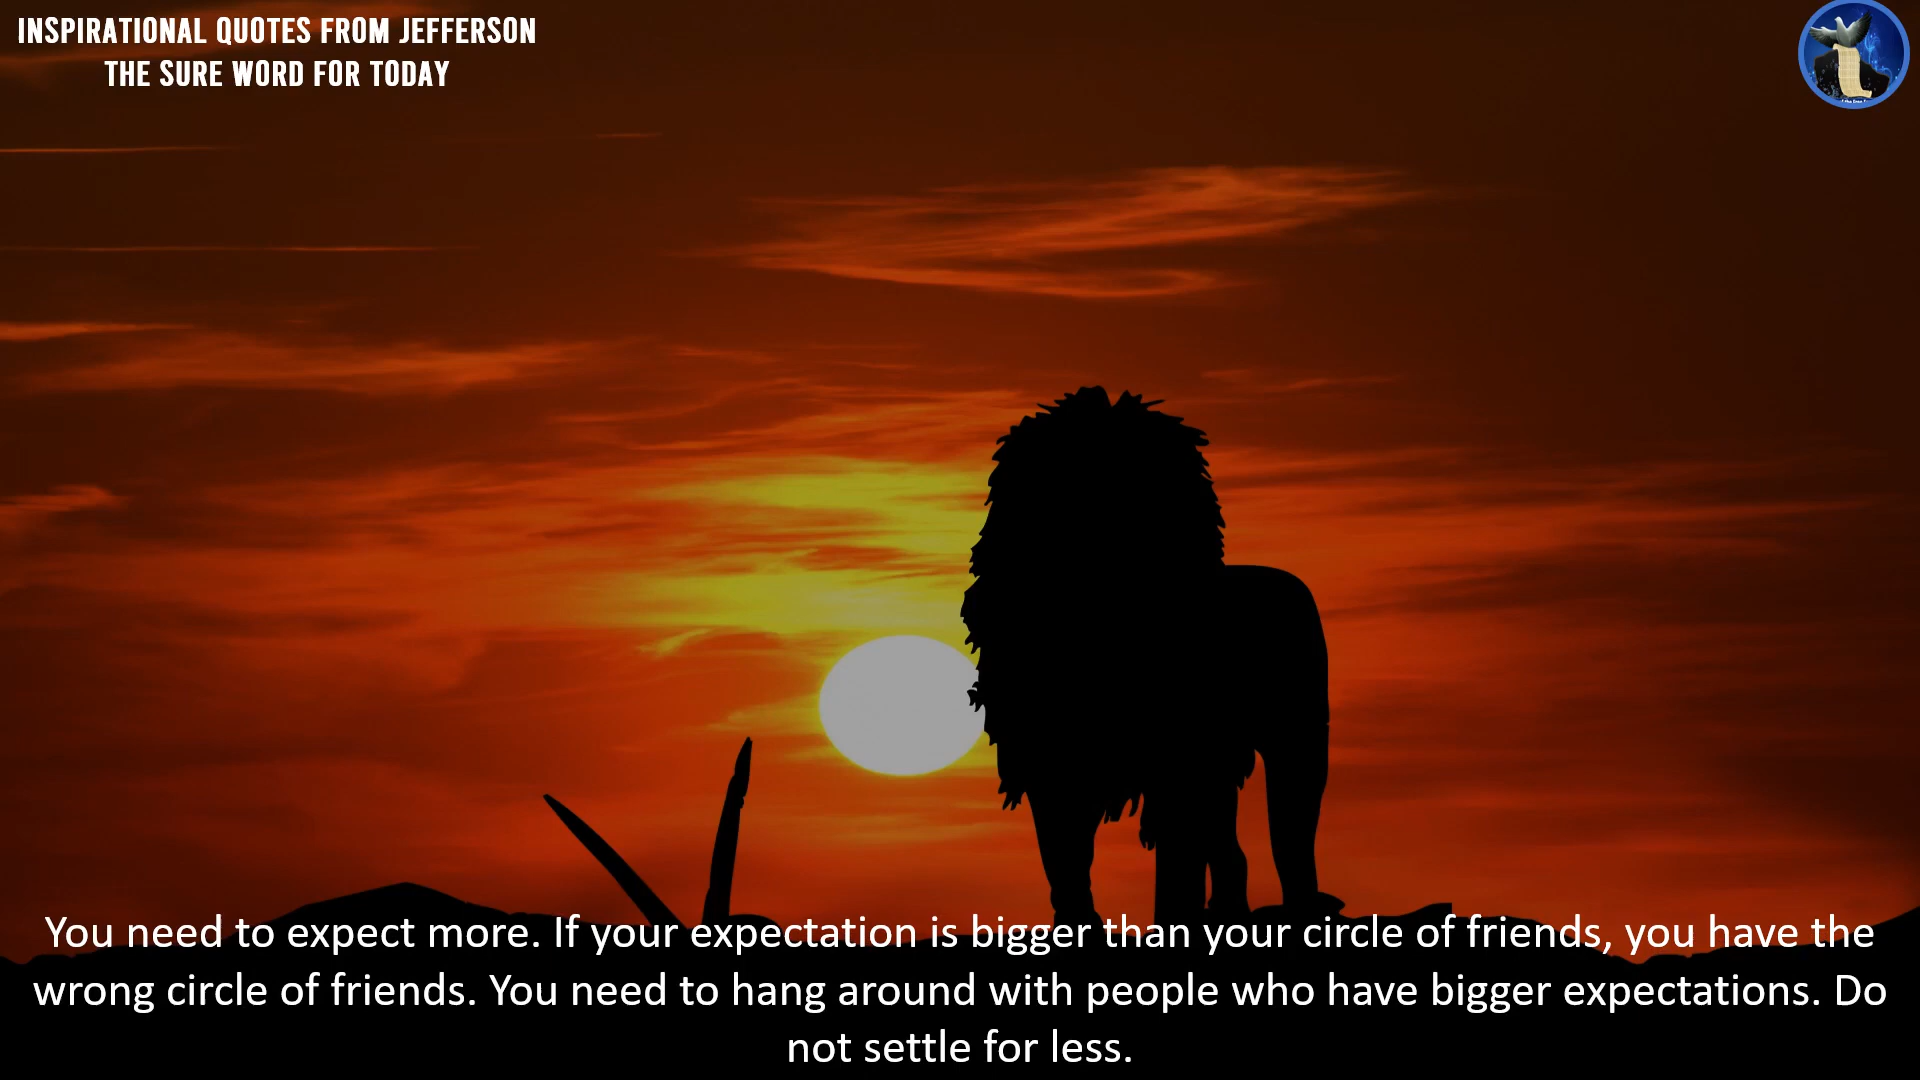 INSPIRATIONAL QUOTES FROM JEFFERSON
THE SURE WORD FOR TODAY
You need to expect more. If your expectation is bigger than your circle of friends, you have the
wrong circle of friends. You need to hang around with people who have bigger expectations. Do
not settle for less.